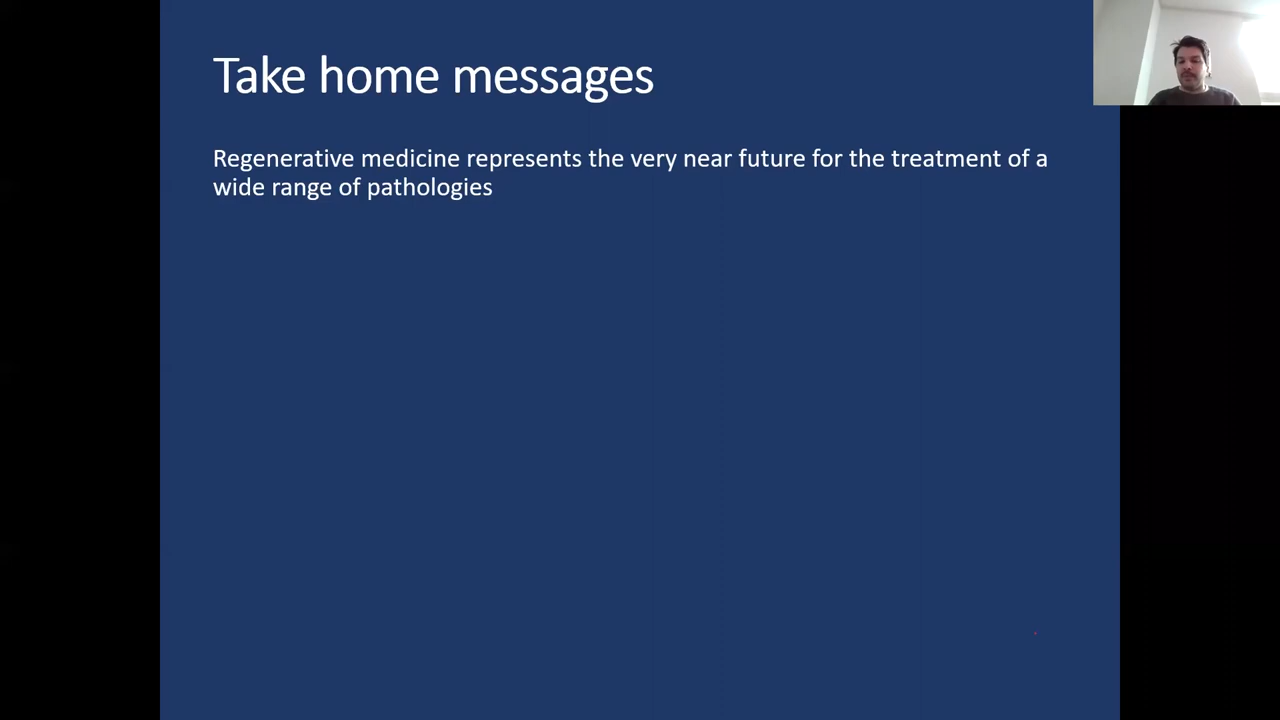 Take home messages
Regenerative medicine represents the very near future for the treatment of a
wide range of pathologies